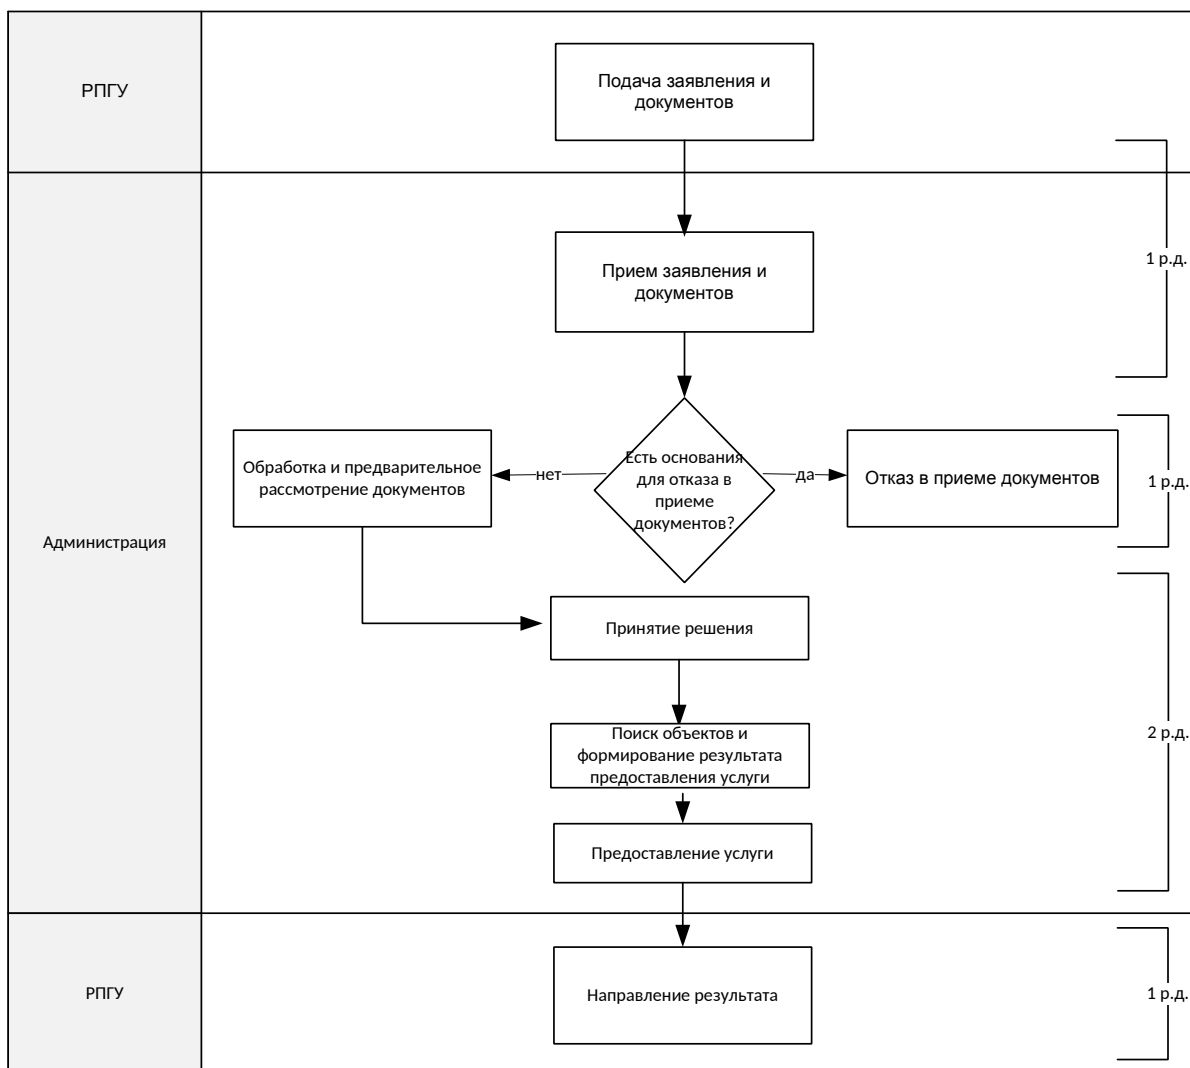 РПГУ
Подача заявления и
документов
Прием заявления и
документов
1 р.д.
Администрация
Обработка и предварительное
рассмотрение документов
нет
Есть основания
для отказа в
приеме
документов?
да
Отказ в приеме документов
1 р.д.
Принятие решения
Поиск объектов и
формирование результата
предоставления услуги
2 р.д.
Предоставление услуги
РПГУ
Направление результата
1 р.д.